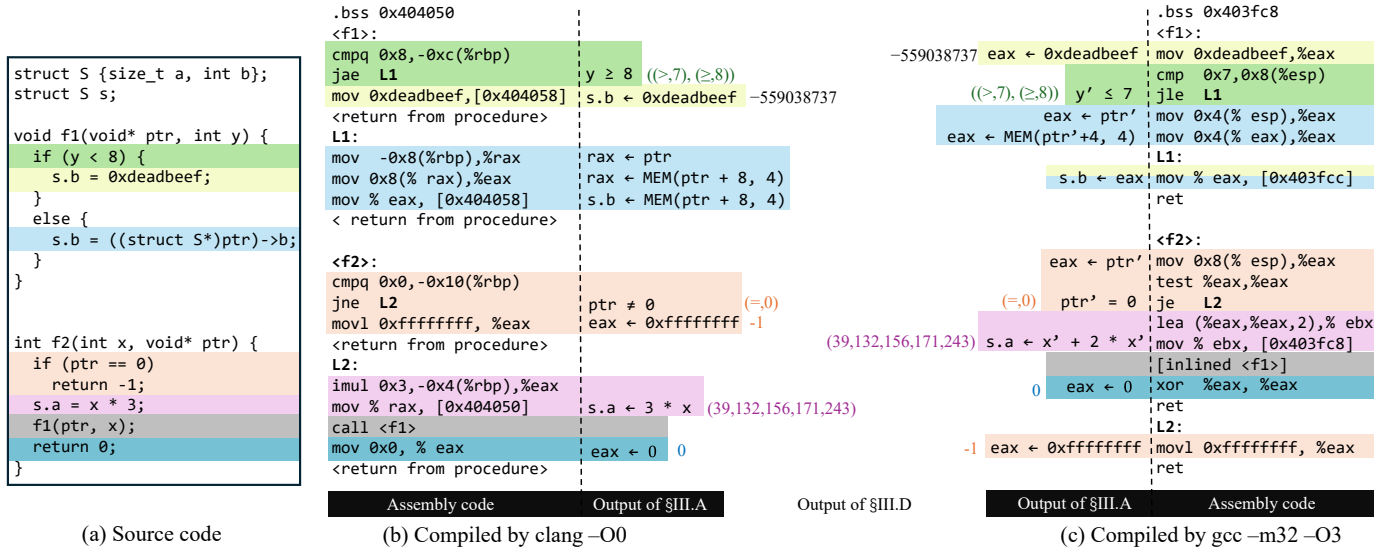 struct S {size_t a, int b};
struct S s;
void f1(void* ptr, int y) {
if (y < 8) {
s.b = 0xdeadbeef;
}
else {
s.b = ((struct S*)ptr)->b;
}
}
int f2(int x, void* ptr) {
if (ptr == 0)
return -1;
s.a = x * 3;
f1(ptr, x);
return 0;
}
(a) Source code
.bss 0x404050
<f1>:
cmpq 0x8,-0xc(%rbp)
jae L1 y ≥ 8 ((>,7), (≥,8))
mov 0xdeadbeef,[0x404058] s.b ← 0xdeadbeef −559038737
<return from procedure>
L1:
mov -0x8(%rbp),%rax rax ← ptr
mov 0x8(% rax),%eax rax ← MEM(ptr + 8, 4)
mov % eax, [0x404058] s.b ← MEM(ptr + 8, 4)
< return from procedure>
<f2>:
cmpq 0x0,-0x10(%rbp)
jne L2 ptr ≠ 0 (=,0)
movl 0xffffffff, %eax eax ← 0xffffffff -1
<return from procedure>
L2:
imul 0x3,-0x4(%rbp),%eax
mov % rax, [0x404050] s.a ← 3 * x (39,132,156,171,243)
call <f1>
mov 0x0, % eax eax ← 0 0
<return from procedure>
Assembly code Output of §III.A Output of §III.D
(b) Compiled by clang –O0
.bss 0x403fc8
<f1>:
−559038737 eax ← 0xdeadbeef mov 0xdeadbeef,%eax
cmp 0x7,0x8(%esp)
((>,7), (≥,8)) y' ≤ 7 jle L1
eax ← ptr' mov 0x4(% esp),%eax
eax ← MEM(ptr'+4, 4) mov 0x4(% eax),%eax
L1:
s.b ← eax mov % eax, [0x403fcc]
ret
<f2>:
eax ← ptr' mov 0x8(% esp),%eax
test %eax,%eax
(=,0) ptr' = 0 je L2
lea (%eax,%eax,2),% ebx
(39,132,156,171,243) s.a ← x' + 2 * x' mov % ebx, [0x403fc8]
[inlined <f1>]
0 eax ← 0 xor %eax, %eax
ret
L2:
-1 eax ← 0xffffffff movl 0xffffffff, %eax
ret
Output of §III.A Assembly code
(c) Compiled by gcc –m32 –O3